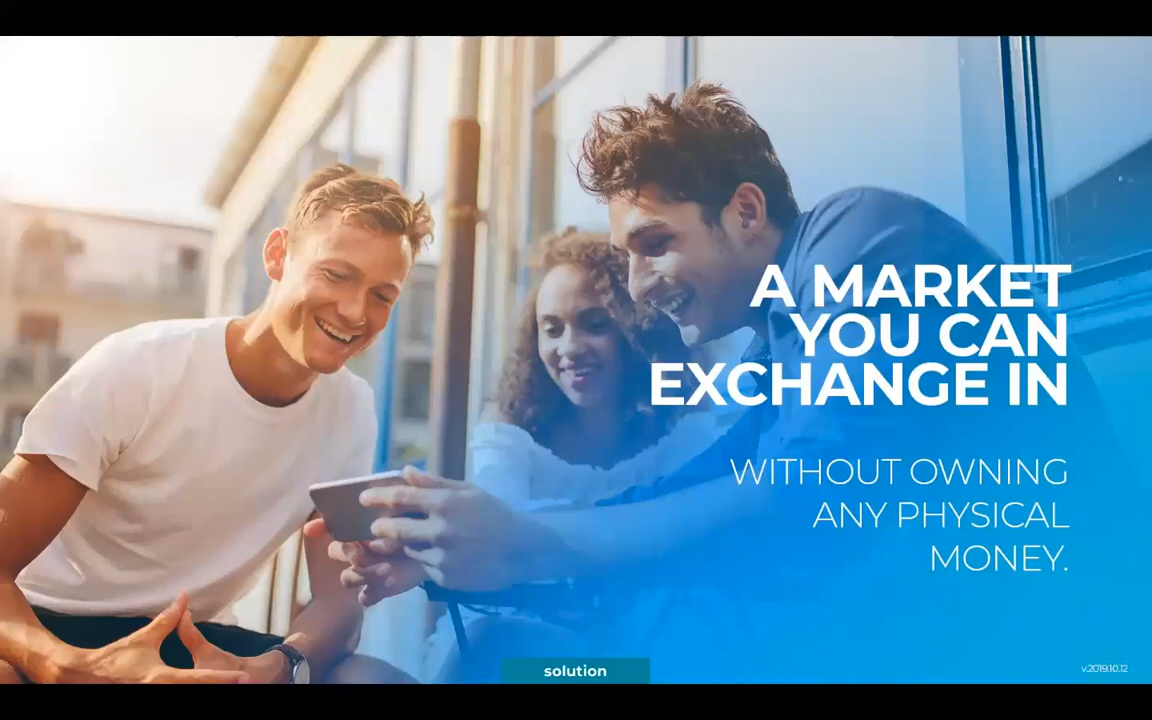 A MARKET
YOU CAN
EXCHANGE IN
WITHOUT OWNING
ANY PHYSICAL
MONEY.
solution
v.2019.10.12